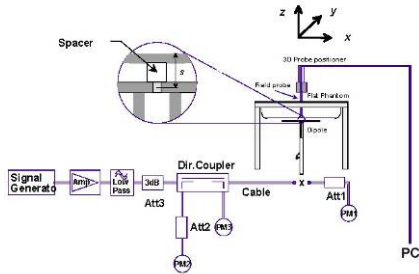 z
y
x
3D Probe positioner
Spacer
s
Field probe
Flat Phantom
Dipole
Signal
Generato
Amp
Low
Pass
3dB
Att3
Dir.Coupler
Cable
x
Att1
PM1
Att2
PM3
PM2
PC